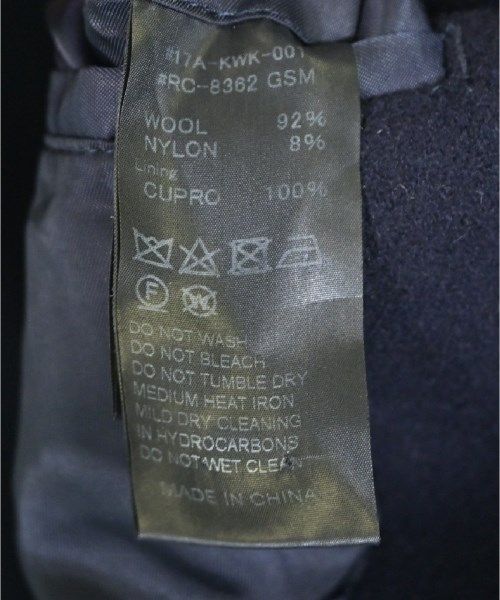 #17A-KWK-001
#RC-8362 GSM
WOOL 92%
NYLON 8%
Lining
CUPRO 100%
F W
DO NOT WASH
DO NOT BLEACH
DO NOT TUMBLE DRY
MEDIUM HEAT IRON
MILD DRY CLEANING
IN HYDROCARBONS
DO NOT WET CLEAN
MADE IN CHINA